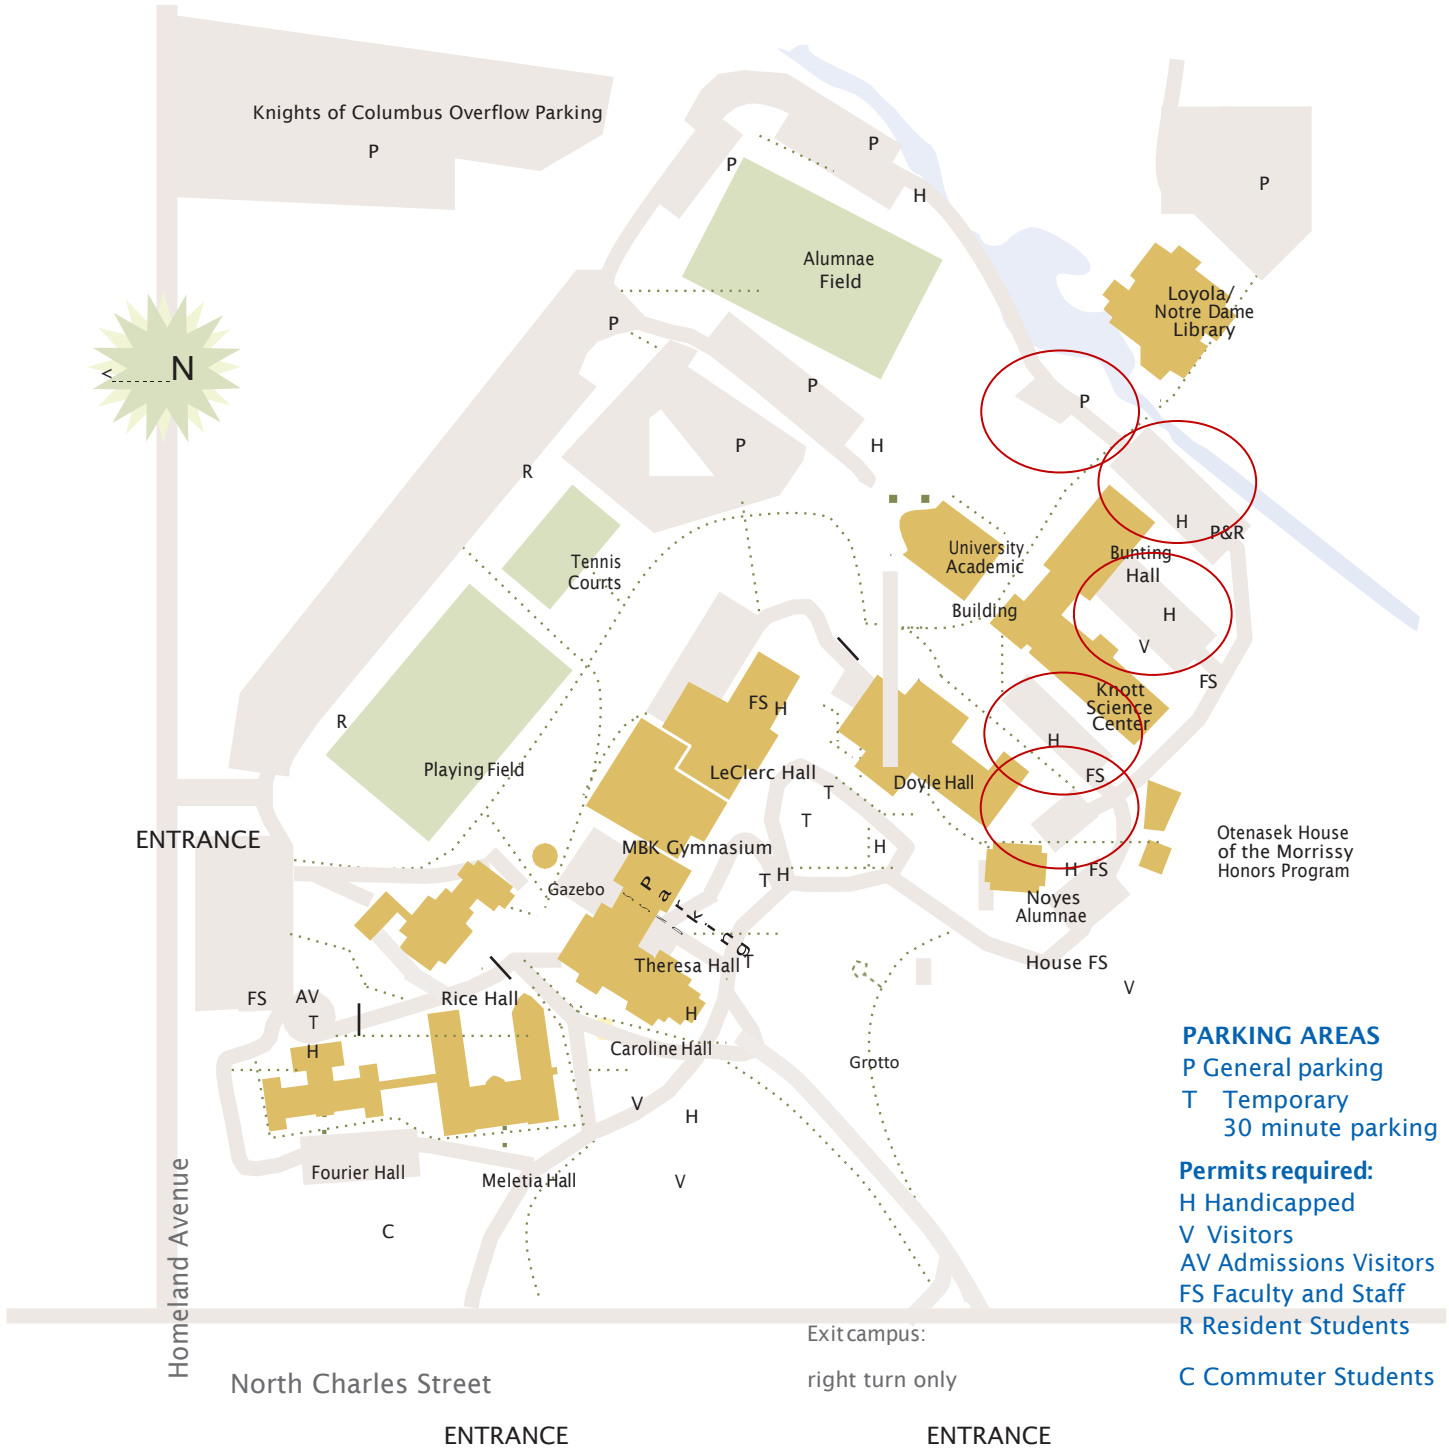 Knights of Columbus Overflow Parking
P
P
P
H
P
Alumnae
Field
Loyola/
Notre Dame
Library
P
N
<
P
P
P
P
H
R
H
P&R
University
Academic
Building
Bunting
Hall
H
V
Tennis
Courts
FS
Knott
Science
Center
H
FS
R
FS H
Playing Field
LeClerc Hall
T
T
Doyle Hall
ENTRANCE
MBK Gymnasium
H
Otenasek House
of the Morrissy
Honors Program
Gazebo
Parking
T H
H FS
Noyes
Alumnae
House FS
V
Theresa Hall
T
FS
AV
T
H
Rice Hall
H
Caroline Hall
Grotto
V
H
V
Fourier Hall
Meletia Hall
C
PARKING AREAS
P General parking
T Temporary
30 minute parking
Permits required:
H Handicapped
V Visitors
AV Admissions Visitors
FS Faculty and Staff
R Resident Students
C Commuter Students
Homeland Avenue
North Charles Street
Exit campus:
right turn only
ENTRANCE
ENTRANCE